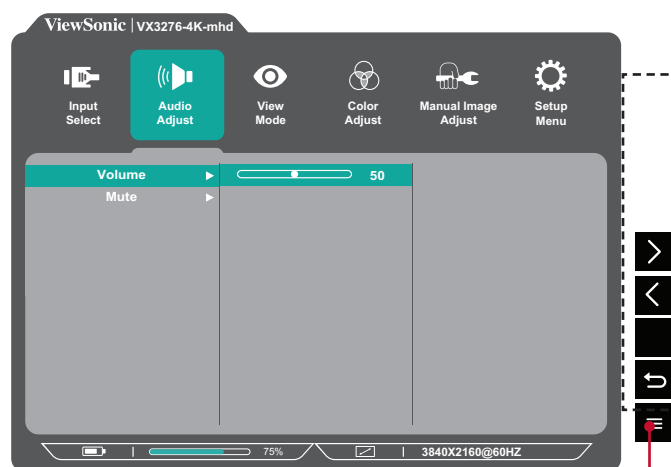 ViewSonic | VX3276-4K-mhd
Input Select
Audio Adjust
View Mode
Color Adjust
Manual Image Adjust
Setup Menu
Volume 50
Mute
75%
3840X2160@60HZ